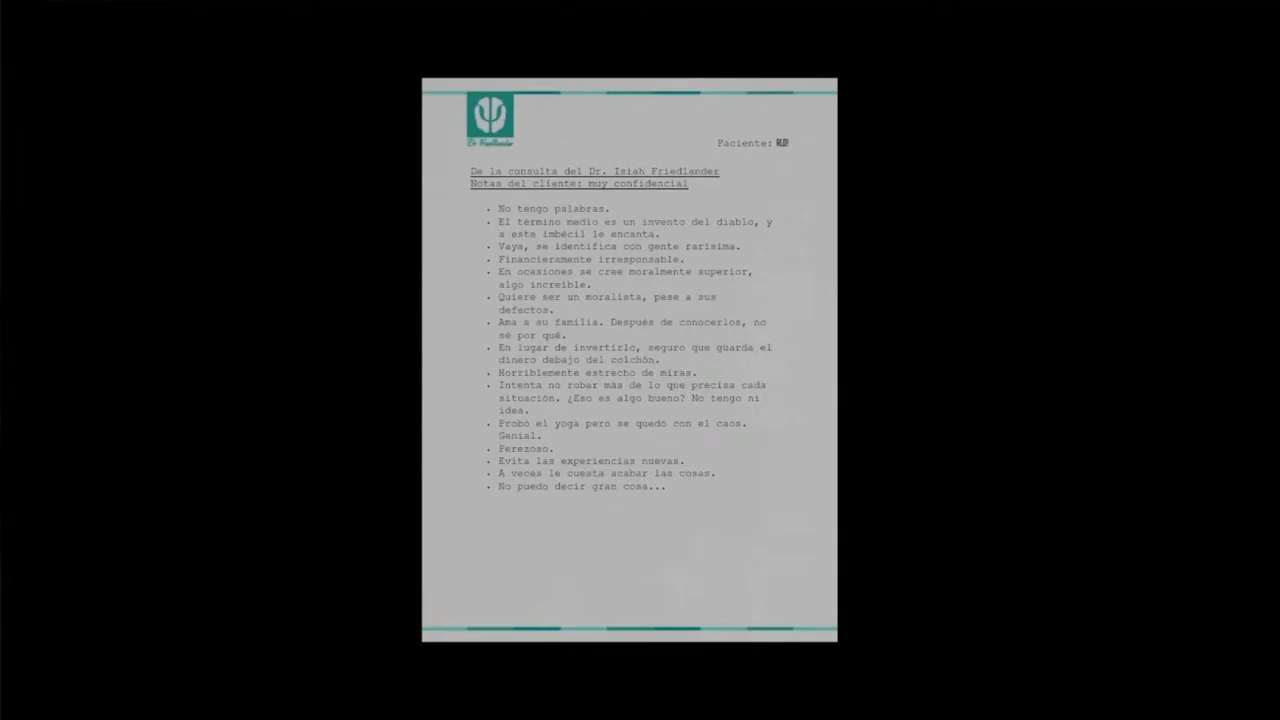 Dr Friedlander
Paciente: RLD!
De la consulta del Dr. Isiah Friedlander
Notas del cliente: muy confidencial
• No tengo palabras.
• El término medio es un invento del diablo, y
a este imbécil le encanta.
• Vaya, se identifica con gente rarísima.
• Financieramente irresponsable.
• En ocasiones se cree moralmente superior,
algo increíble.
• Quiere ser un moralista, pese a sus
defectos.
• Ama a su familia. Después de conocerlos, no
sé por qué.
• En lugar de invertirlo, seguro que guarda el
dinero debajo del colchón.
• Horriblemente estrecho de miras.
• Intenta no robar más de lo que precisa cada
situación. ¿Eso es algo bueno? No tengo ni
idea.
• Probó el yoga pero se quedó con el caos.
Genial.
• Perezoso.
• Evita las experiencias nuevas.
• A veces le cuesta acabar las cosas.
• No puedo decir gran cosa...